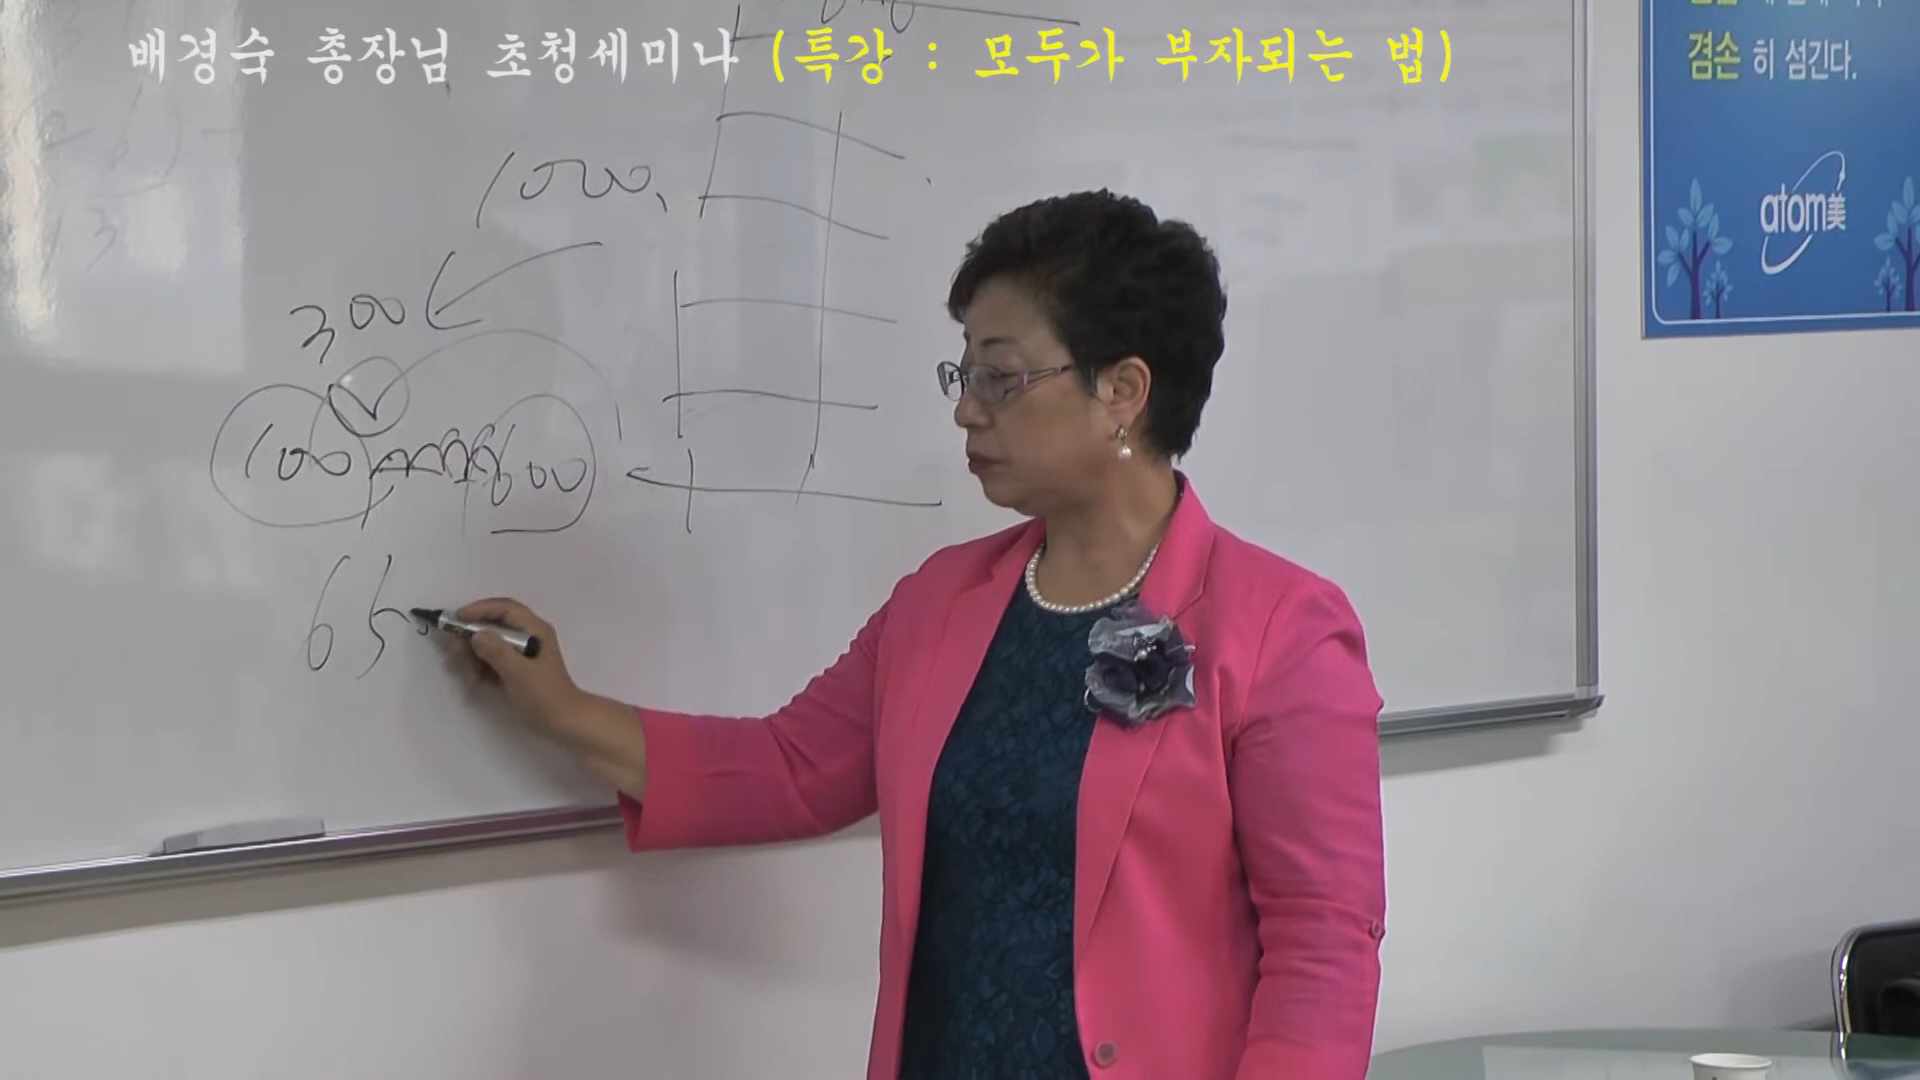 배경숙 총장님 초청세미나 (특강 : 모두가 부자되는 법)
겸손 히 섬긴다.
atom美
1000,
300
100
600
65